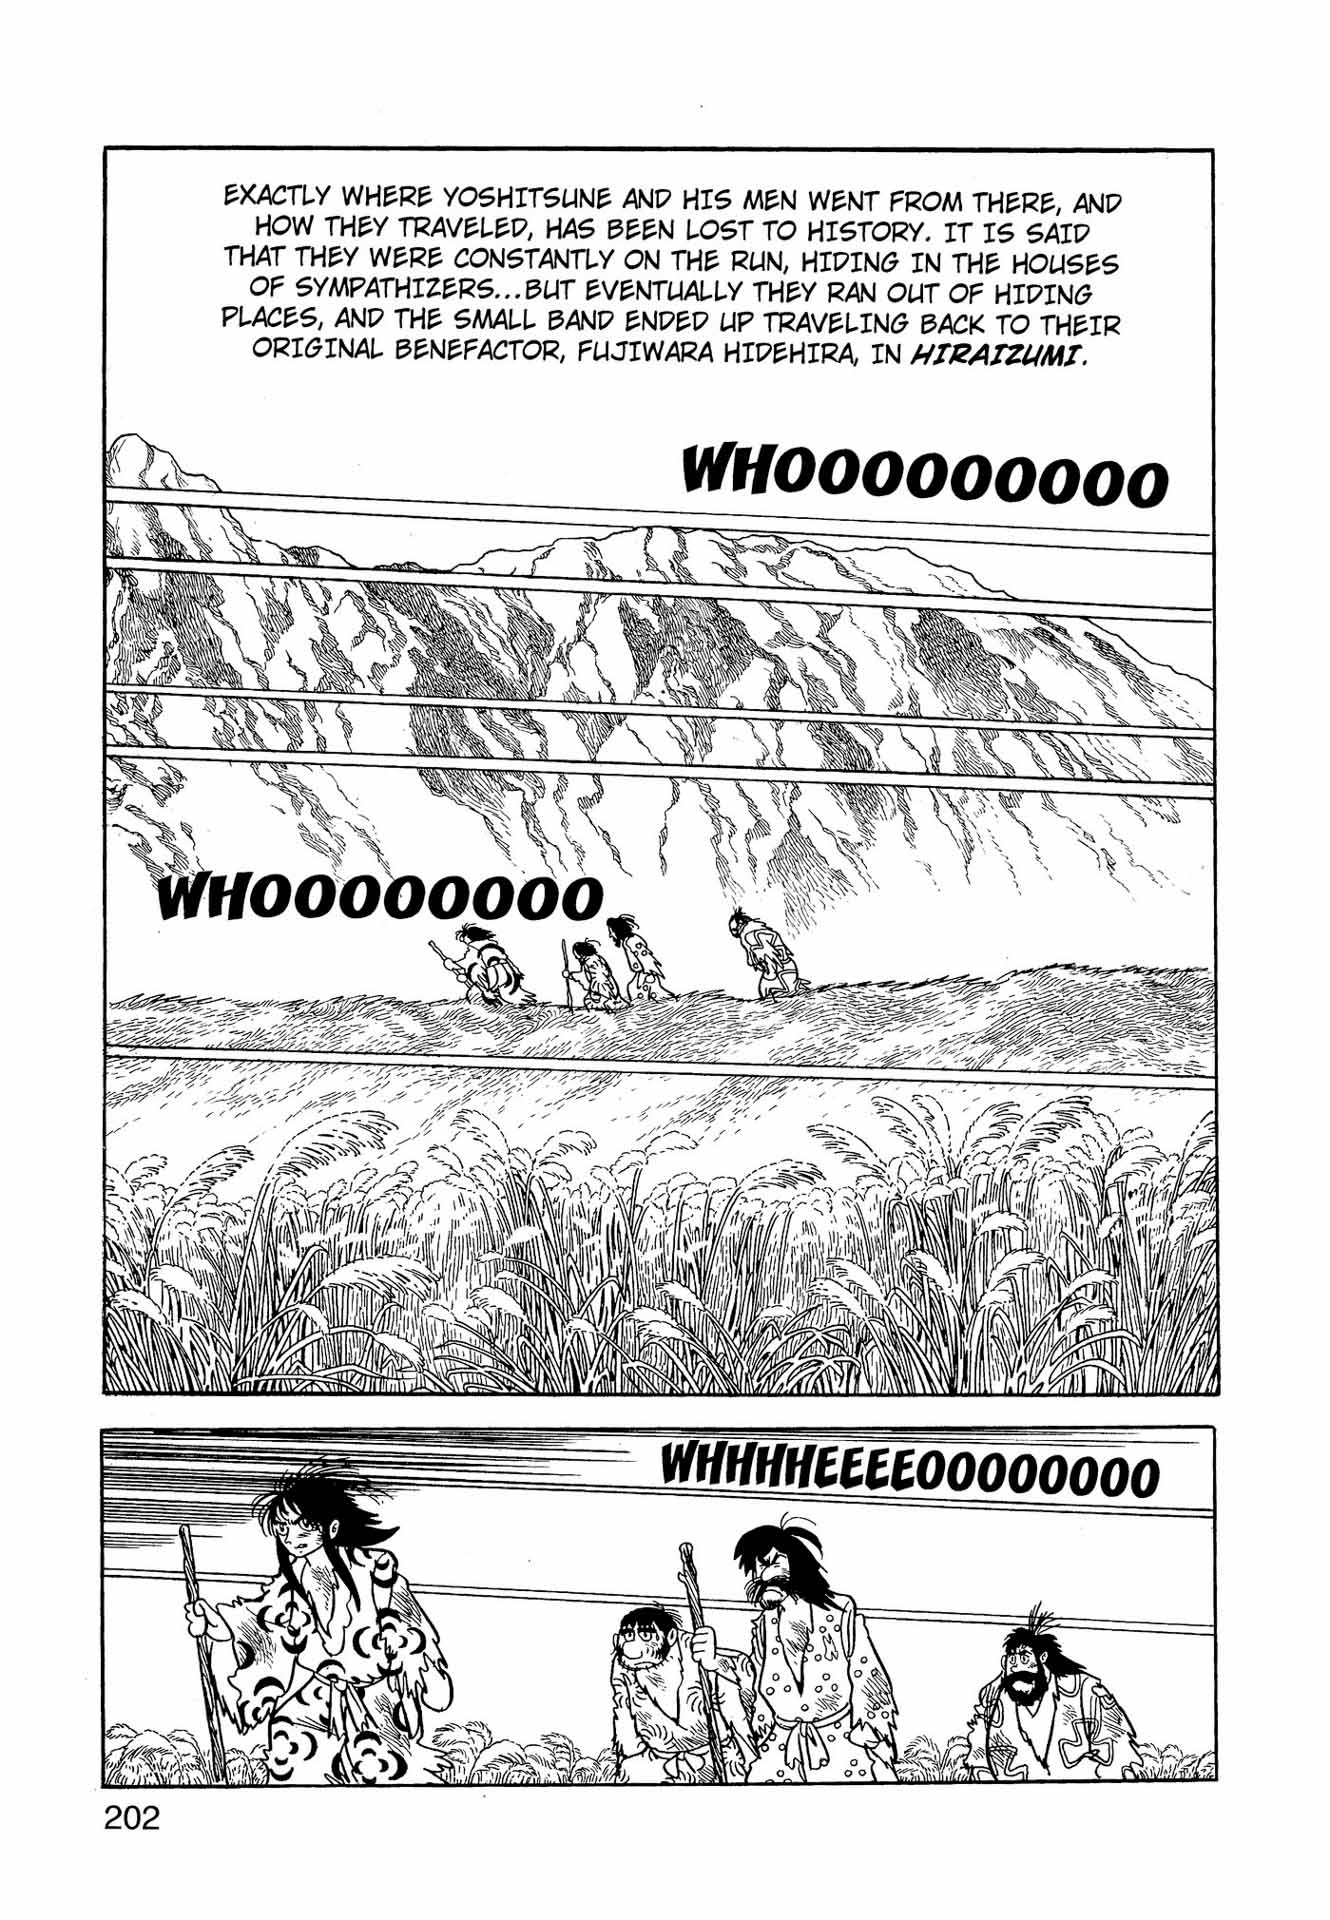 EXACTLY WHERE YOSHITSUNE AND HIS MEN WENT FROM THERE, AND
HOW THEY TRAVELED, HAS BEEN LOST TO HISTORY. IT IS SAID
THAT THEY WERE CONSTANTLY ON THE RUN, HIDING IN THE HOUSES
OF SYMPATHIZERS...BUT EVENTUALLY THEY RAN OUT OF HIDING
PLACES, AND THE SMALL BAND ENDED UP TRAVELING BACK TO THEIR
ORIGINAL BENEFACTOR, FUJIWARA HIDEHIRA, IN HIRAIZUMI.
WHOOOOOOOOO
WHOOOOOOOO
WHHHHEEEEOOOOOOOO
202